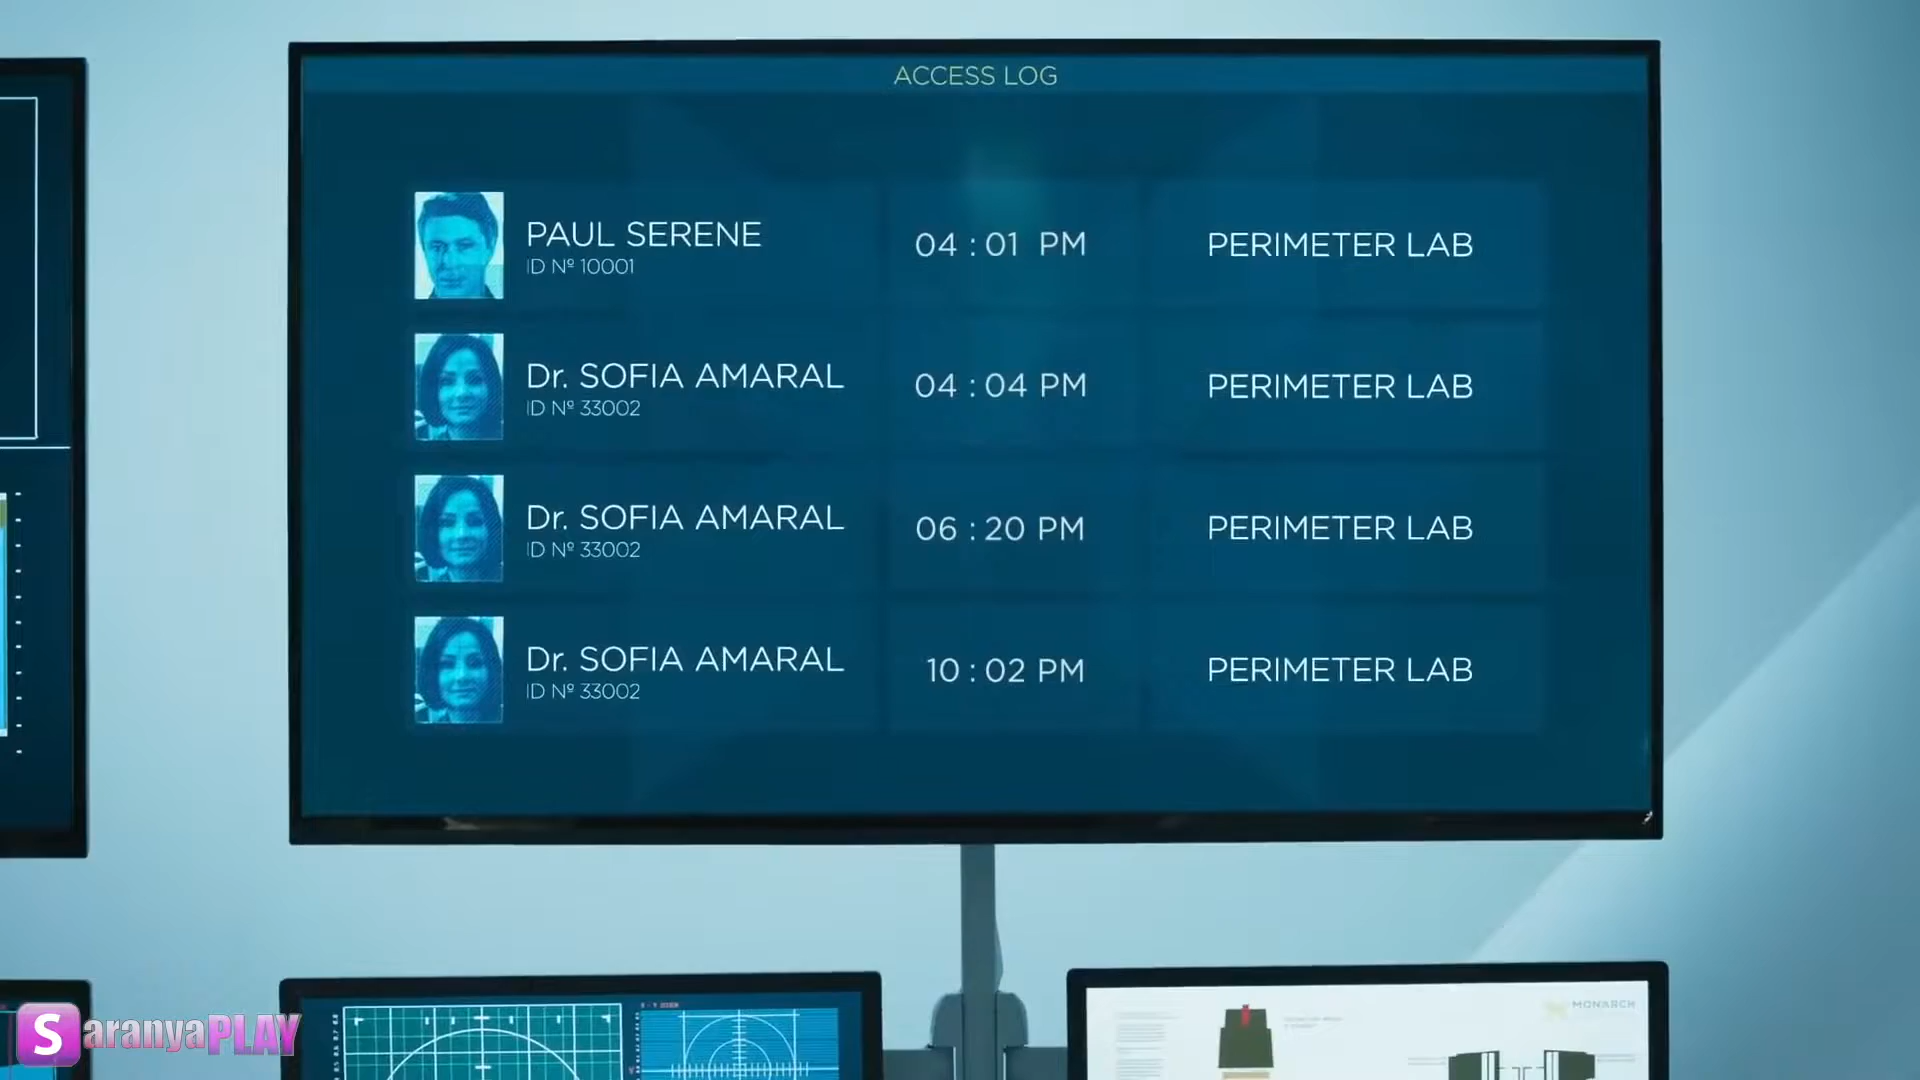 ACCESS LOG
PAUL SERENE
ID Nº 10001
04 : 01 PM
PERIMETER LAB
Dr. SOFIA AMARAL
ID Nº 33002
04 : 04 PM
PERIMETER LAB
Dr. SOFIA AMARAL
ID Nº 33002
06 : 20 PM
PERIMETER LAB
Dr. SOFIA AMARAL
ID Nº 33002
10 : 02 PM
PERIMETER LAB
MONARCH
SaranyaPLAY